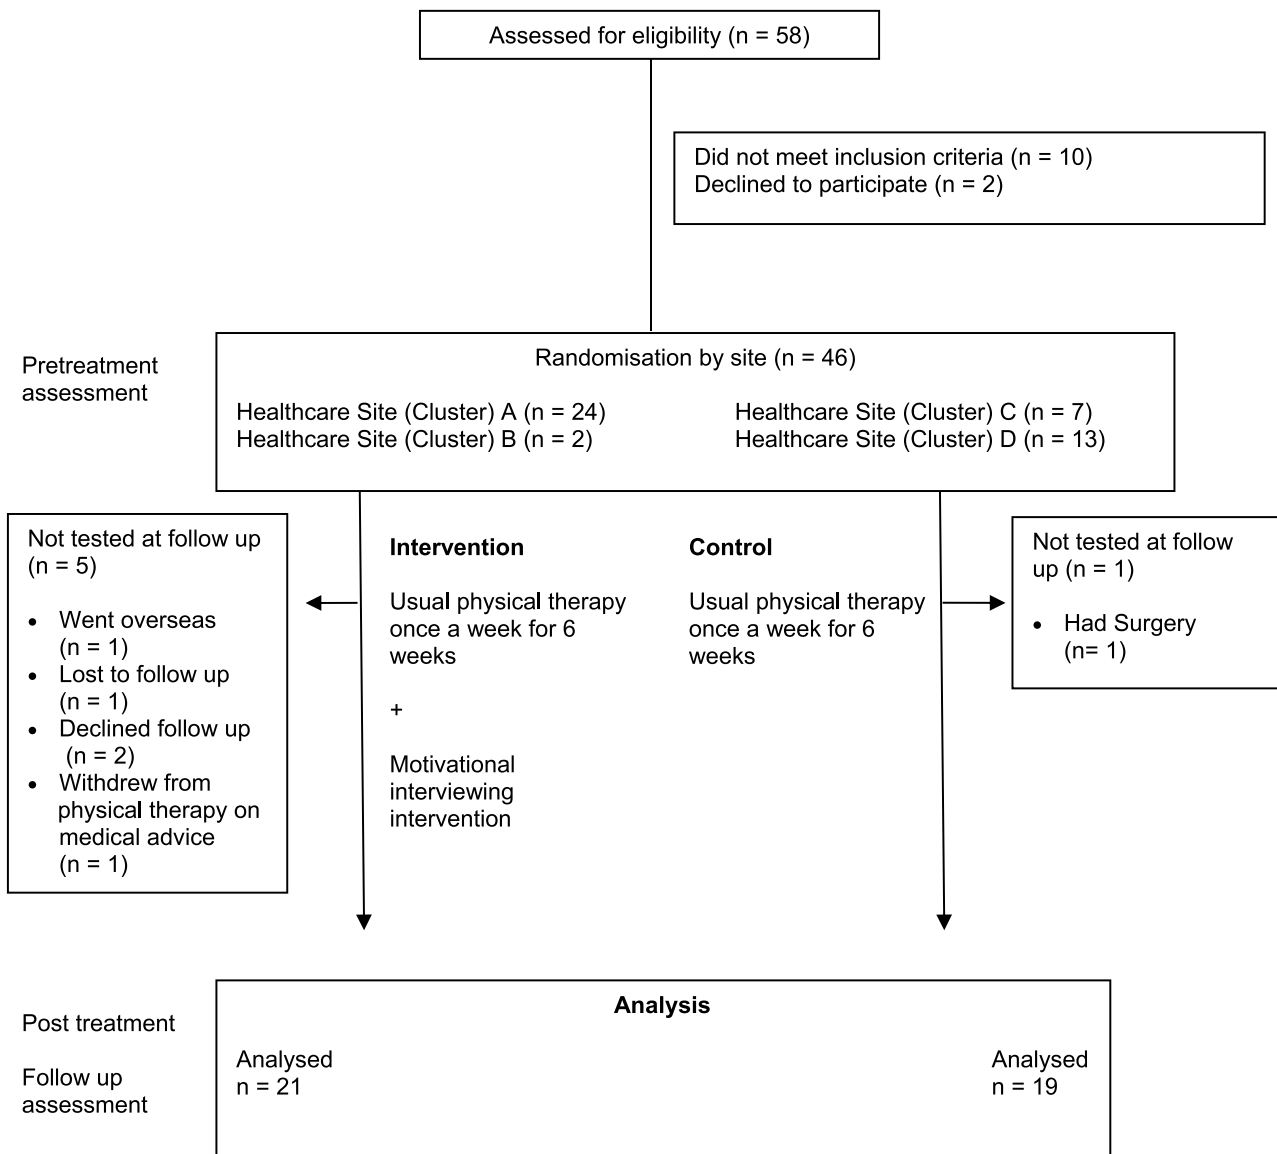 Assessed for eligibility (n = 58)
Did not meet inclusion criteria (n = 10)
Declined to participate (n = 2)
Pretreatment
assessment
Randomisation by site (n = 46)
Healthcare Site (Cluster) A (n = 24)
Healthcare Site (Cluster) B (n = 2)
Healthcare Site (Cluster) C (n = 7)
Healthcare Site (Cluster) D (n = 13)
Not tested at follow up
(n = 5)
• Went overseas
(n = 1)
• Lost to follow up
(n = 1)
• Declined follow up
(n = 2)
• Withdrew from
physical therapy on
medical advice
(n = 1)
Intervention
Usual physical therapy
once a week for 6
weeks
+
Motivational
interviewing
intervention
Control
Usual physical therapy
once a week for 6
weeks
Not tested at follow
up (n = 1)
• Had Surgery
(n= 1)
Post treatment
Follow up
assessment
Analysis
Analysed
n = 21
Analysed
n = 19